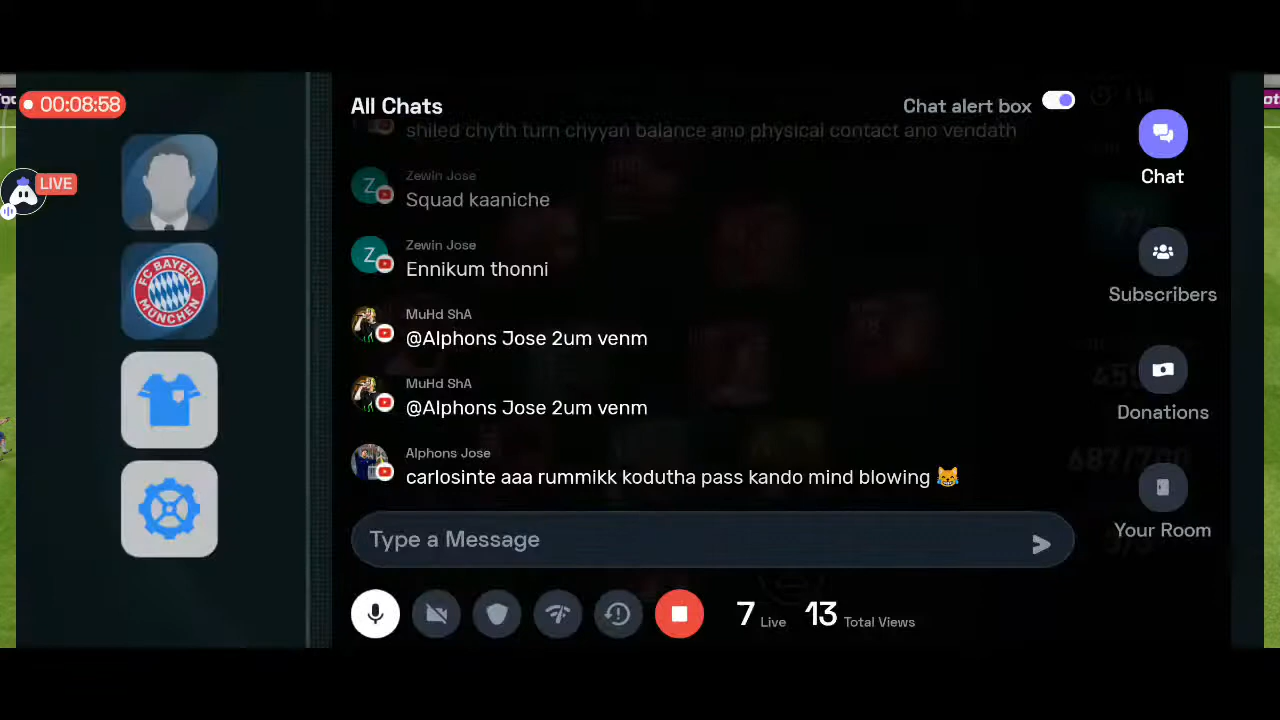 00:08:58
LIVE
FC BAYERN
MÜNCHEN
All Chats
Chat alert box
shiled chyth turn chyyan balance ano physical contact ano vendath
Z
Zewin Jose
Squad kaaniche
Z
Zewin Jose
Ennikum thonni
MuHd ShA
@Alphons Jose 2um venm
MuHd ShA
@Alphons Jose 2um venm
Alphons Jose
carlosinte aaa rummikk kodutha pass kando mind blowing 😹
Type a Message
7 Live 13 Total Views
Chat
Subscribers
Donations
Your Room